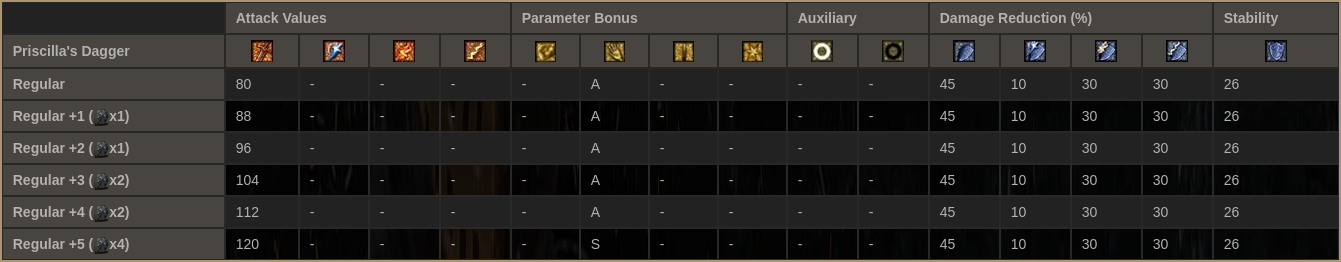 Attack Values Parameter Bonus Auxiliary Damage Reduction (%) Stability
Priscilla's Dagger
Regular 80 - - - - A - - - - 45 10 30 30 26
Regular +1 (x1) 88 - - - - A - - - - 45 10 30 30 26
Regular +2 (x1) 96 - - - - A - - - - 45 10 30 30 26
Regular +3 (x2) 104 - - - - A - - - - 45 10 30 30 26
Regular +4 (x2) 112 - - - - A - - - - 45 10 30 30 26
Regular +5 (x4) 120 - - - - S - - - - 45 10 30 30 26